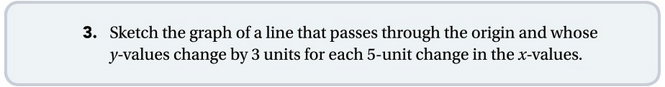 3. Sketch the graph of a line that passes through the origin and whose
y-values change by 3 units for each 5-unit change in the x-values.